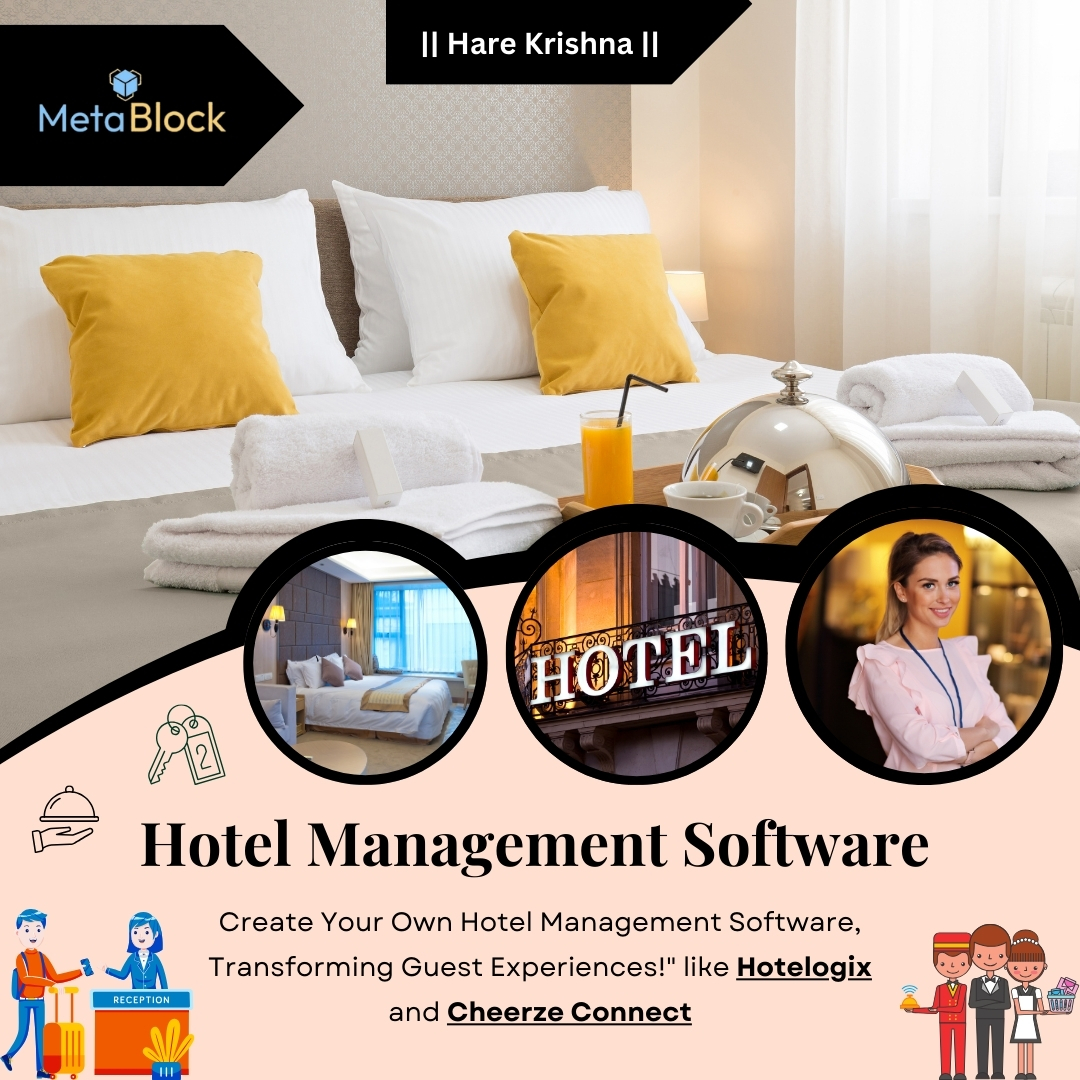 || Hare Krishna ||
MetaBlock
HOTEL
2
Hotel Management Software
Create Your Own Hotel Management Software,
Transforming Guest Experiences!" like Hotelogix
and Cheerze Connect
RECEPTION